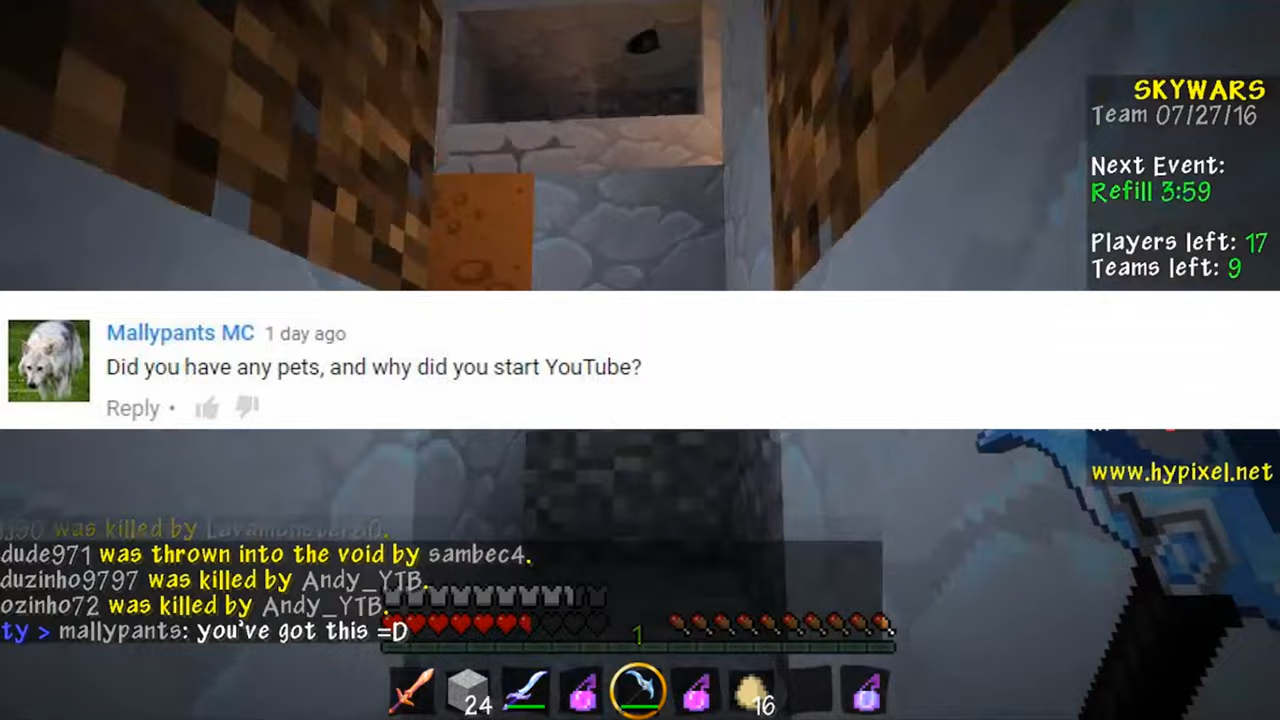 SKYWARS
Team 07/27/16
Next Event:
Refill 3:59
Players left: 17
Teams left: 9
Mallypants MC 1 day ago
Did you have any pets, and why did you start YouTube?
Reply •
www.hypixel.net
was killed by
dude971 was thrown into the void by sambec4.
duzinho9797 was killed by Andy_YTB.
ozinho72 was killed by Andy_YTB.
ty > mallypants: you've got this =D
1
24
16